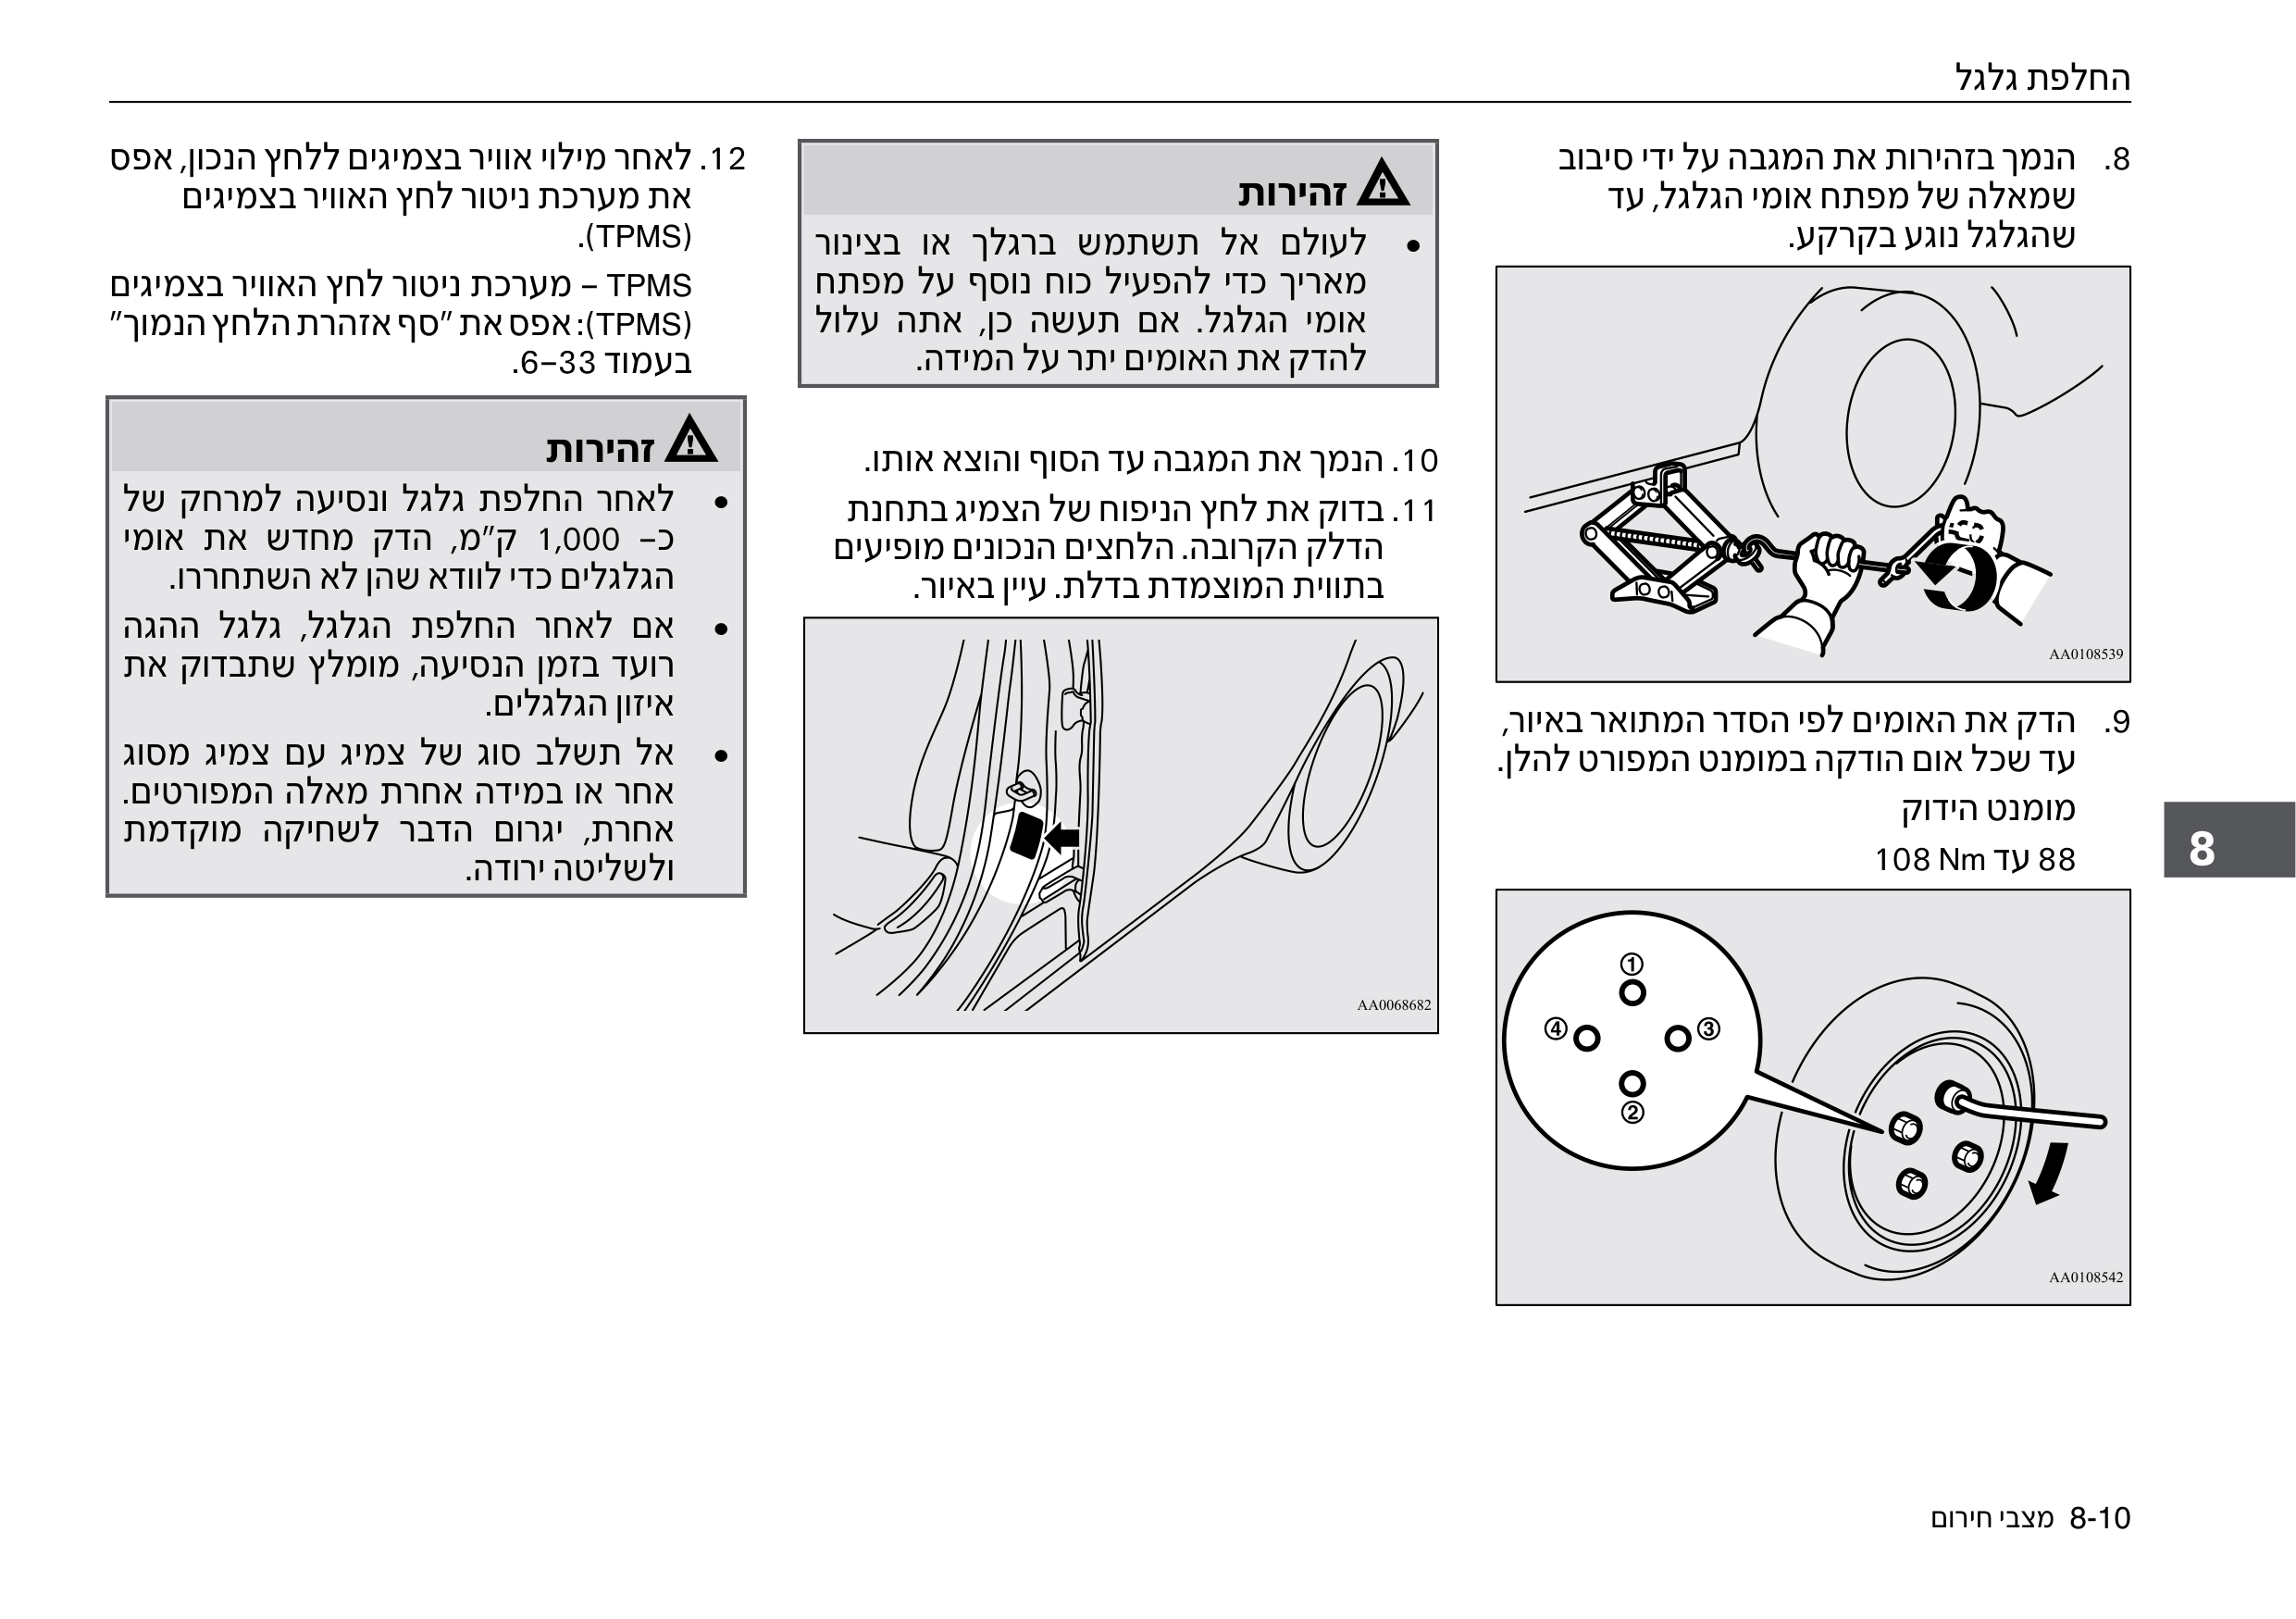 החלפת גלגל
8. הנמך בזהירות את המגבה על ידי סיבוב
שמאלה של מפתח אומי הגלגל, עד
שהגלגל נוגע בקרקע.
AA0108539
9. הדק את האומים לפי הסדר המתואר באיור,
עד שכל אום הודקה במומנט המפורט להלן.
מומנט הידוק
88 עד 108 Nm
①
④
③
②
AA0108542
זהירות
• לעולם אל תשתמש ברגלך או בצינור
מאריך כדי להפעיל כוח נוסף על מפתח
אומי הגלגל. אם תעשה כן, אתה עלול
להדק את האומים יתר על המידה.
10. הנמך את המגבה עד הסוף והוצא אותו.
11. בדוק את לחץ הניפוח של הצמיג בתחנת
הדלק הקרובה. הלחצים הנכונים מופיעים
בתווית המוצמדת בדלת. עיין באיור.
AA0068682
12. לאחר מילוי אוויר בצמיגים ללחץ הנכון, אפס
את מערכת ניטור לחץ האוויר בצמיגים
(TPMS).
TPMS – מערכת ניטור לחץ האוויר בצמיגים
(TPMS): אפס את "סף אזהרת הלחץ הנמוך"
בעמוד 6–33.
זהירות
• לאחר החלפת גלגל ונסיעה למרחק של
כ– 1,000 ק"מ, הדק מחדש את אומי
הגלגלים כדי לוודא שהן לא השתחררו.
• אם לאחר החלפת הגלגל, גלגל ההגה
רועד בזמן הנסיעה, מומלץ שתבדוק את
איזון הגלגלים.
• אל תשלב סוג של צמיג עם צמיג מסוג
אחר או במידה אחרת מאלה המפורטים.
אחרת, יגרום הדבר לשחיקה מוקדמת
ולשליטה ירודה.
8
8-10 מצבי חירום